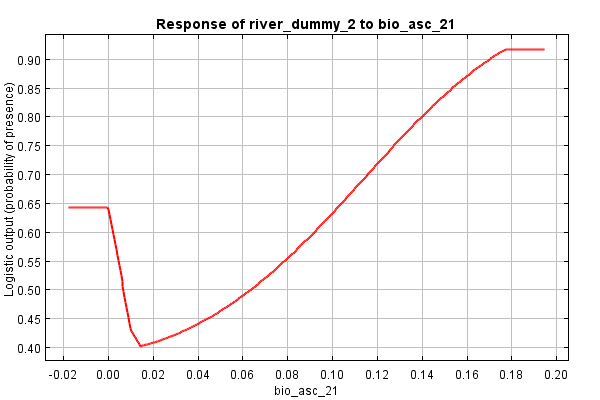 Response of river_dummy_2 to bio_asc_21
Logistic output (probability of presence)
0.90
0.85
0.80
0.75
0.70
0.65
0.60
0.55
0.50
0.45
0.40
-0.02 0.00 0.02 0.04 0.06 0.08 0.10 0.12 0.14 0.16 0.18 0.20
bio_asc_21